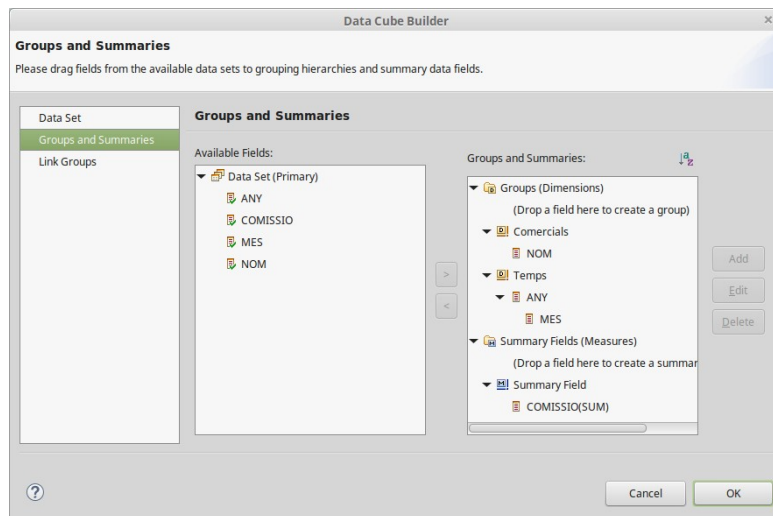 Data Cube Builder
Groups and Summaries
Please drag fields from the available data sets to grouping hierarchies and summary data fields.
Data Set
Groups and Summaries
Link Groups
Groups and Summaries
Available Fields:
Data Set (Primary)
ANY
COMISSIO
MES
NOM
>
<
Groups and Summaries:
Groups (Dimensions)
(Drop a field here to create a group)
Comercials
NOM
Temps
ANY
MES
Summary Fields (Measures)
(Drop a field here to create a summar
Summary Field
COMISSIO(SUM)
Add
Edit
Delete
Cancel
OK